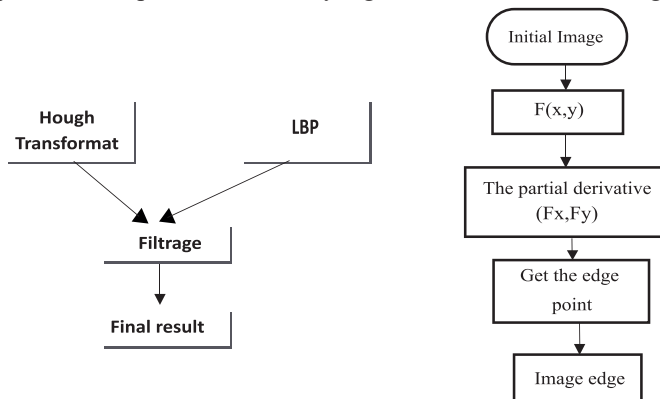 Hough
Transformat
LBP
Filtrage
Final result
Initial Image
F(x,y)
The partial derivative
(Fx,Fy)
Get the edge
point
Image edge